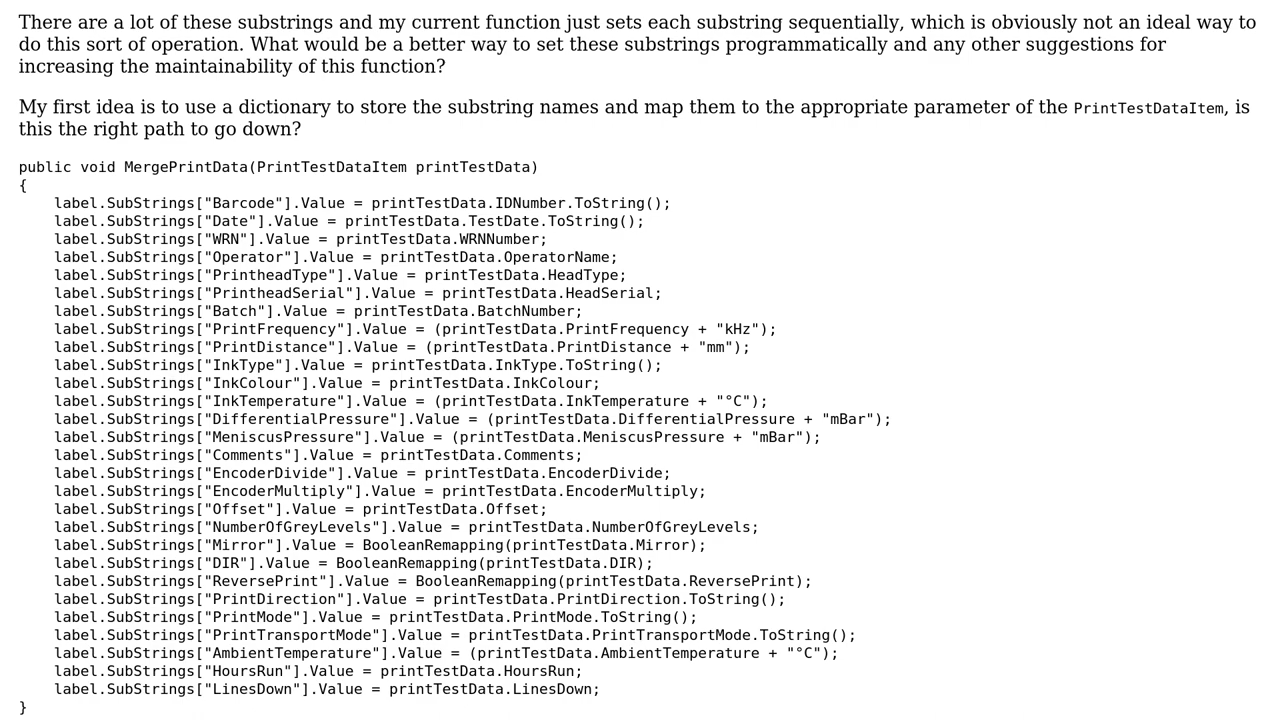 There are a lot of these substrings and my current function just sets each substring sequentially, which is obviously not an ideal way to
do this sort of operation. What would be a better way to set these substrings programmatically and any other suggestions for
increasing the maintainability of this function?
My first idea is to use a dictionary to store the substring names and map them to the appropriate parameter of the PrintTestDataItem, is
this the right path to go down?
public void MergePrintData(PrintTestDataItem printTestData)
{
    label.SubStrings["Barcode"].Value = printTestData.IDNumber.ToString();
    label.SubStrings["Date"].Value = printTestData.TestDate.ToString();
    label.SubStrings["WRN"].Value = printTestData.WRNNumber;
    label.SubStrings["Operator"].Value = printTestData.OperatorName;
    label.SubStrings["PrintheadType"].Value = printTestData.HeadType;
    label.SubStrings["PrintheadSerial"].Value = printTestData.HeadSerial;
    label.SubStrings["Batch"].Value = printTestData.BatchNumber;
    label.SubStrings["PrintFrequency"].Value = (printTestData.PrintFrequency + "kHz");
    label.SubStrings["PrintDistance"].Value = (printTestData.PrintDistance + "mm");
    label.SubStrings["InkType"].Value = printTestData.InkType.ToString();
    label.SubStrings["InkColour"].Value = printTestData.InkColour;
    label.SubStrings["InkTemperature"].Value = (printTestData.InkTemperature + "°C");
    label.SubStrings["DifferentialPressure"].Value = (printTestData.DifferentialPressure + "mBar");
    label.SubStrings["MeniscusPressure"].Value = (printTestData.MeniscusPressure + "mBar");
    label.SubStrings["Comments"].Value = printTestData.Comments;
    label.SubStrings["EncoderDivide"].Value = printTestData.EncoderDivide;
    label.SubStrings["EncoderMultiply"].Value = printTestData.EncoderMultiply;
    label.SubStrings["Offset"].Value = printTestData.Offset;
    label.SubStrings["NumberOfGreyLevels"].Value = printTestData.NumberOfGreyLevels;
    label.SubStrings["Mirror"].Value = BooleanRemapping(printTestData.Mirror);
    label.SubStrings["DIR"].Value = BooleanRemapping(printTestData.DIR);
    label.SubStrings["ReversePrint"].Value = BooleanRemapping(printTestData.ReversePrint);
    label.SubStrings["PrintDirection"].Value = printTestData.PrintDirection.ToString();
    label.SubStrings["PrintMode"].Value = printTestData.PrintMode.ToString();
    label.SubStrings["PrintTransportMode"].Value = printTestData.PrintTransportMode.ToString();
    label.SubStrings["AmbientTemperature"].Value = (printTestData.AmbientTemperature + "°C");
    label.SubStrings["HoursRun"].Value = printTestData.HoursRun;
    label.SubStrings["LinesDown"].Value = printTestData.LinesDown;
}